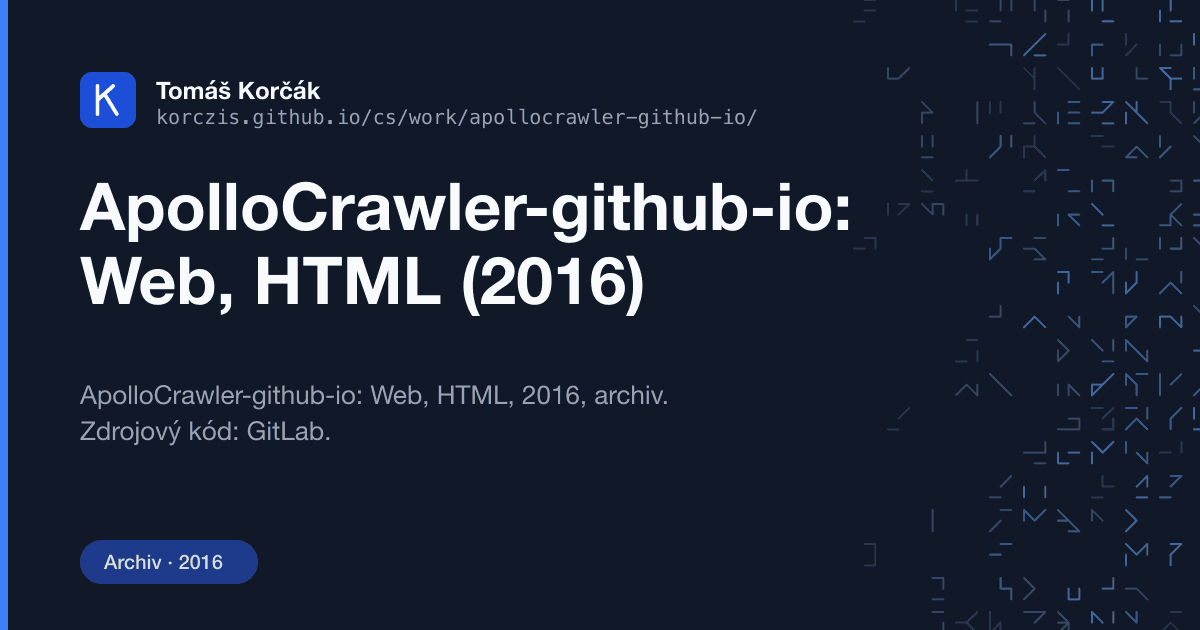 K
Tomáš Korčák
korczis.github.io/cs/work/apollocrawler-github-io/
ApolloCrawler-github-io:
Web, HTML (2016)
ApolloCrawler-github-io: Web, HTML, 2016, archiv.
Zdrojový kód: GitLab.
Archiv · 2016